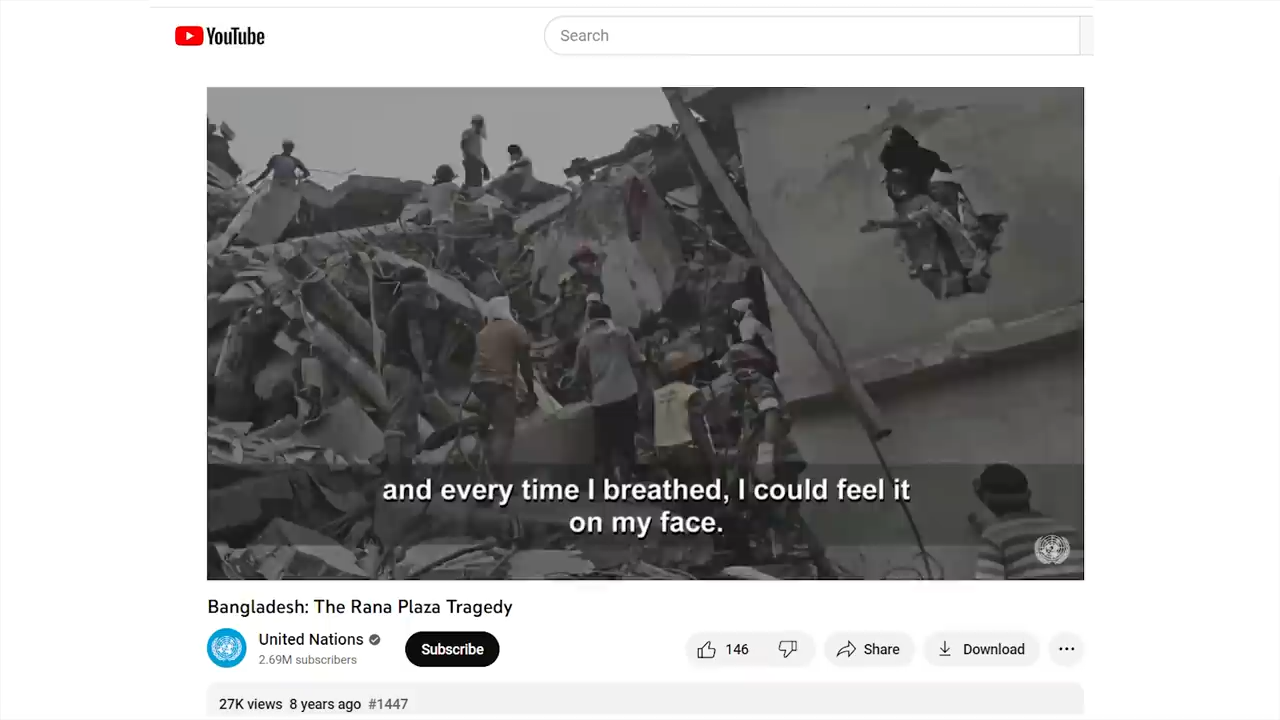 YouTube
Search
and every time I breathed, I could feel it
on my face.
Bangladesh: The Rana Plaza Tragedy
United Nations
2.69M subscribers
Subscribe
146
Share
Download
27K views 8 years ago #1447